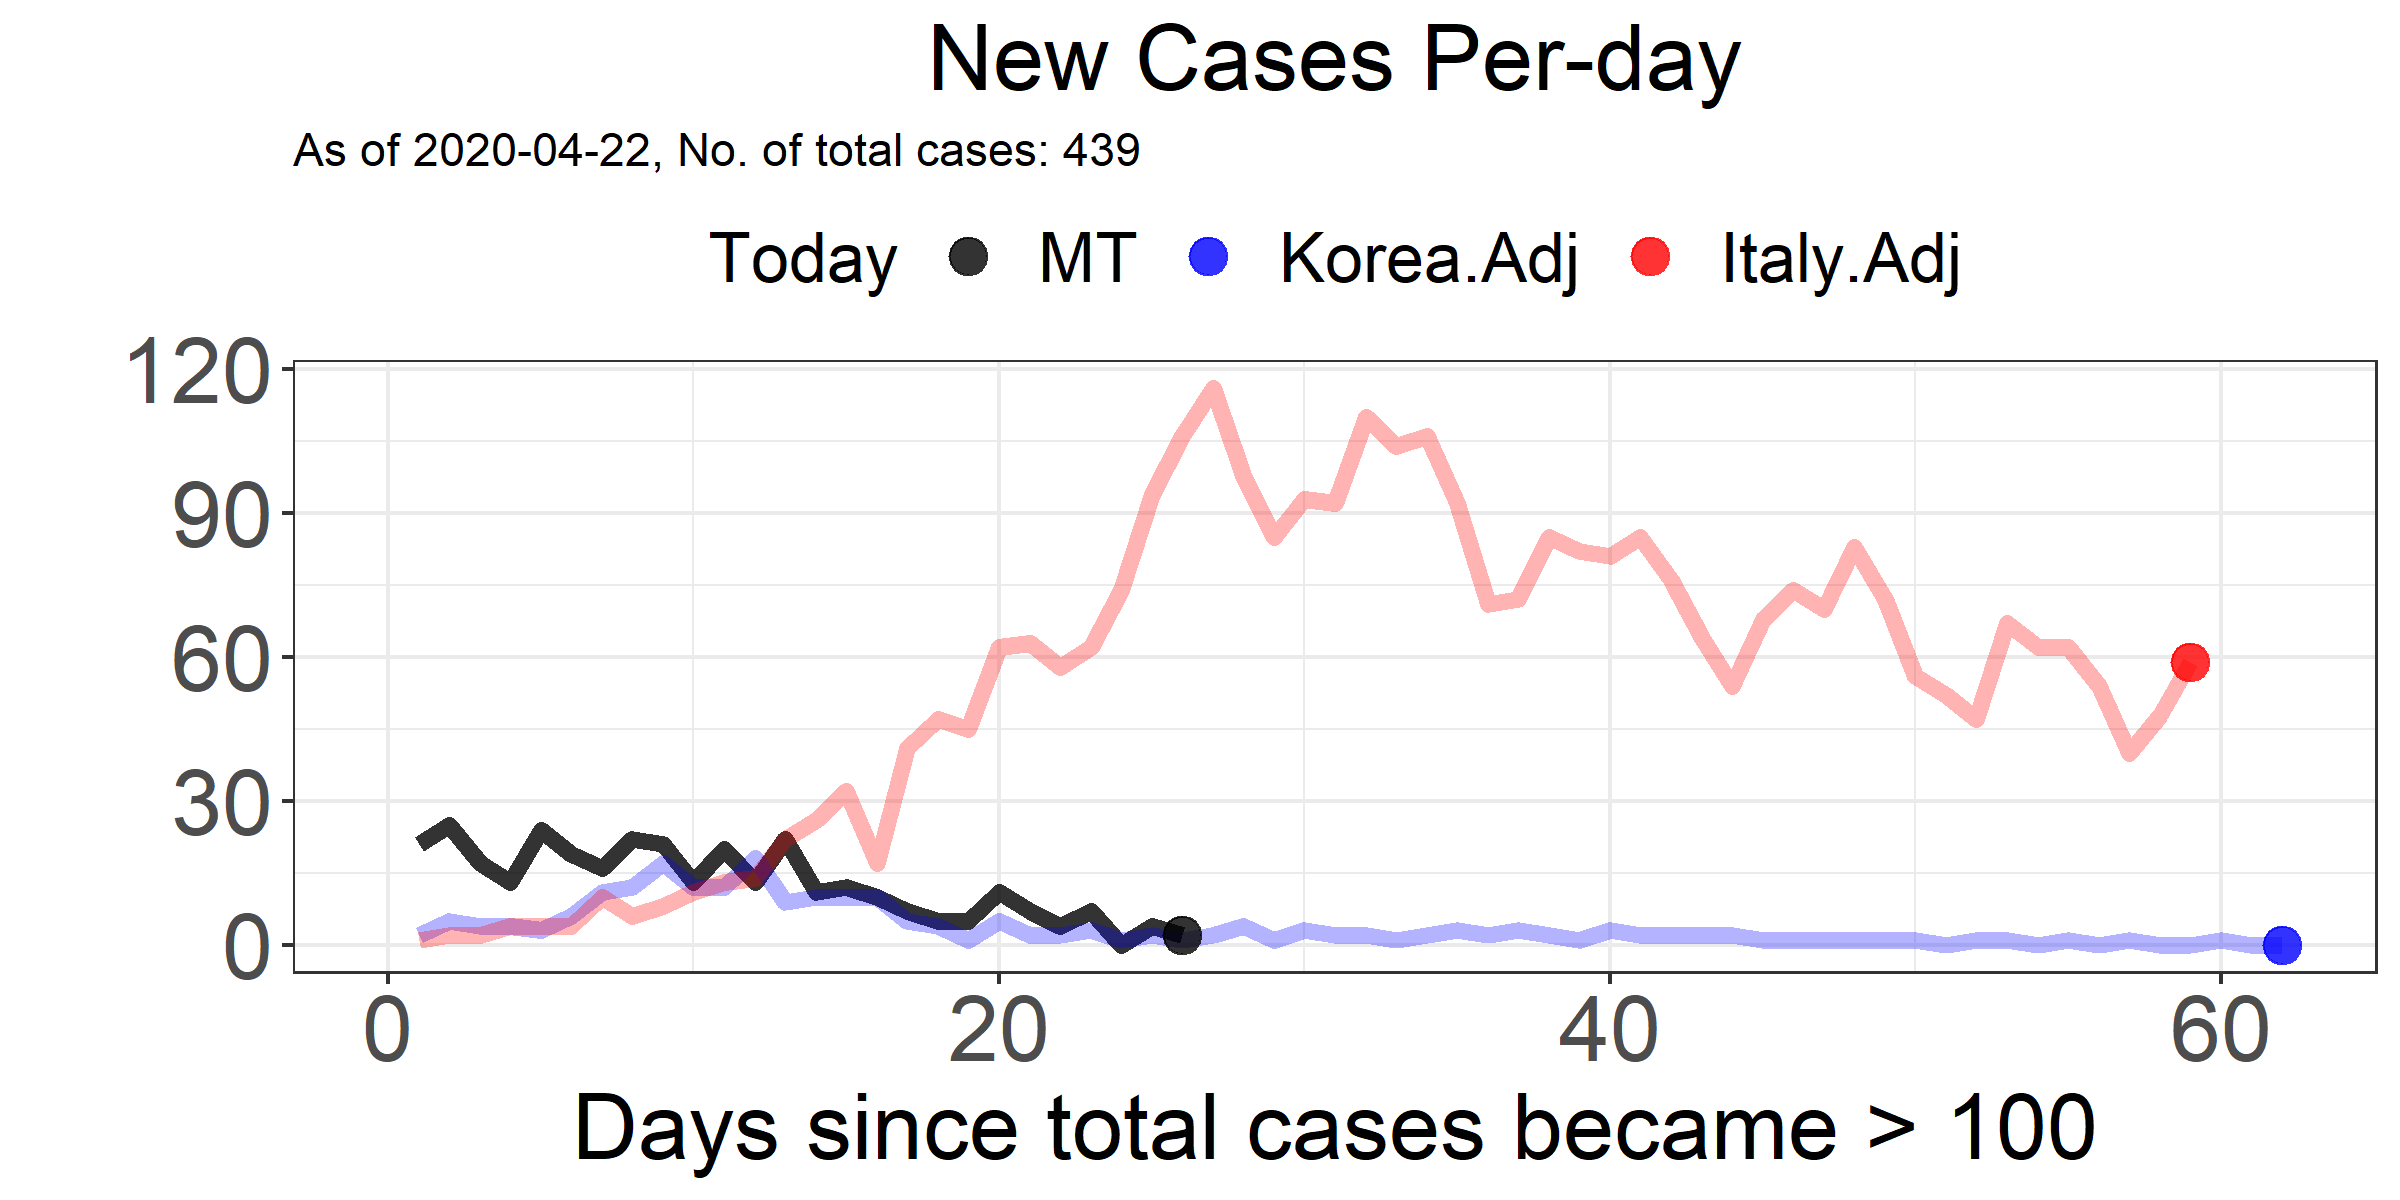 New Cases Per-day
As of 2020-04-22, No. of total cases: 439
Today MT Korea.Adj Italy.Adj
120
90
60
30
0
0 20 40 60
Days since total cases became > 100